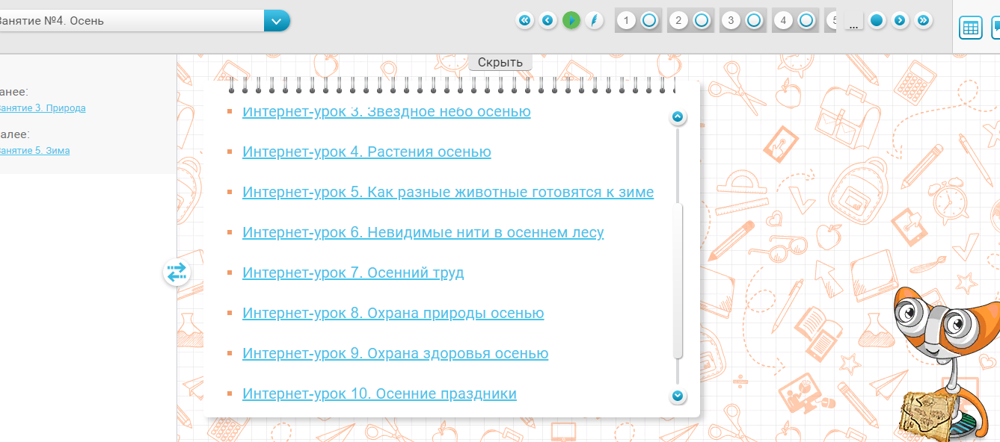 Занятие №4. Осень
1
2
3
4
5
...
Скрыть
анее:
Занятие 3. Природа
алее:
Занятие 5. Зима
Интернет-урок 3. Звездное небо осенью
Интернет-урок 4. Растения осенью
Интернет-урок 5. Как разные животные готовятся к зиме
Интернет-урок 6. Невидимые нити в осеннем лесу
Интернет-урок 7. Осенний труд
Интернет-урок 8. Охрана природы осенью
Интернет-урок 9. Охрана здоровья осенью
Интернет-урок 10. Осенние праздники